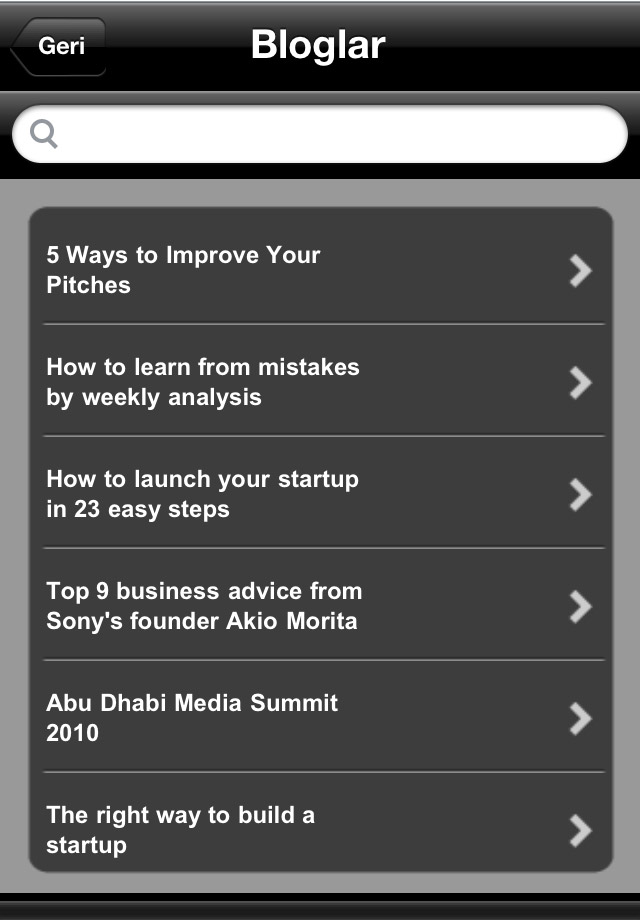 Geri
Bloglar
5 Ways to Improve Your
Pitches
How to learn from mistakes
by weekly analysis
How to launch your startup
in 23 easy steps
Top 9 business advice from
Sony's founder Akio Morita
Abu Dhabi Media Summit
2010
The right way to build a
startup